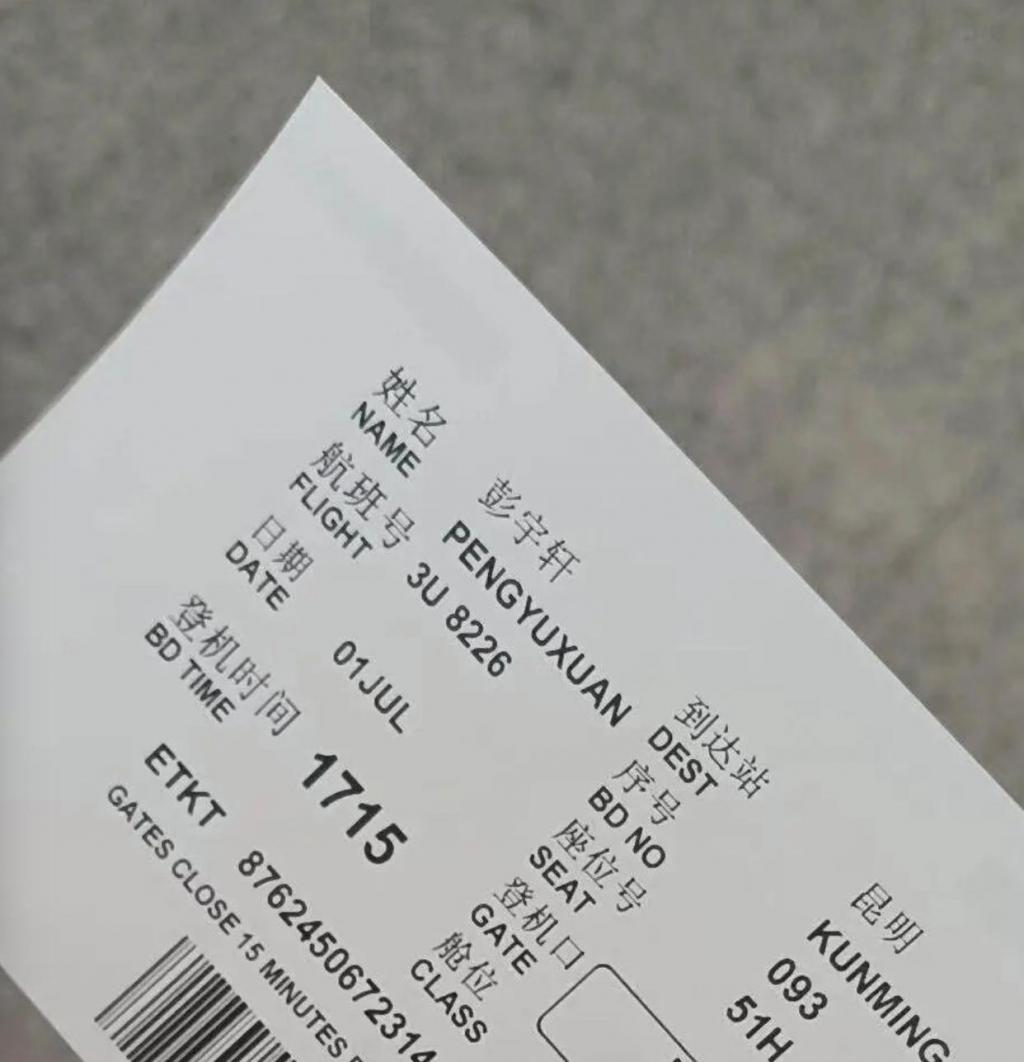 姓名 彭宇轩
NAME PENGYUXUAN
航班号
FLIGHT 3U 8226
日期
DATE 01JUL
登机时间
BD TIME 1715
ETKT 8762450672314
GATES CLOSE 15 MINUTES
到达站 昆明
DEST KUNMING
序号
BD NO 093
座位号
SEAT 51H
登机口
GATE
舱位
CLASS